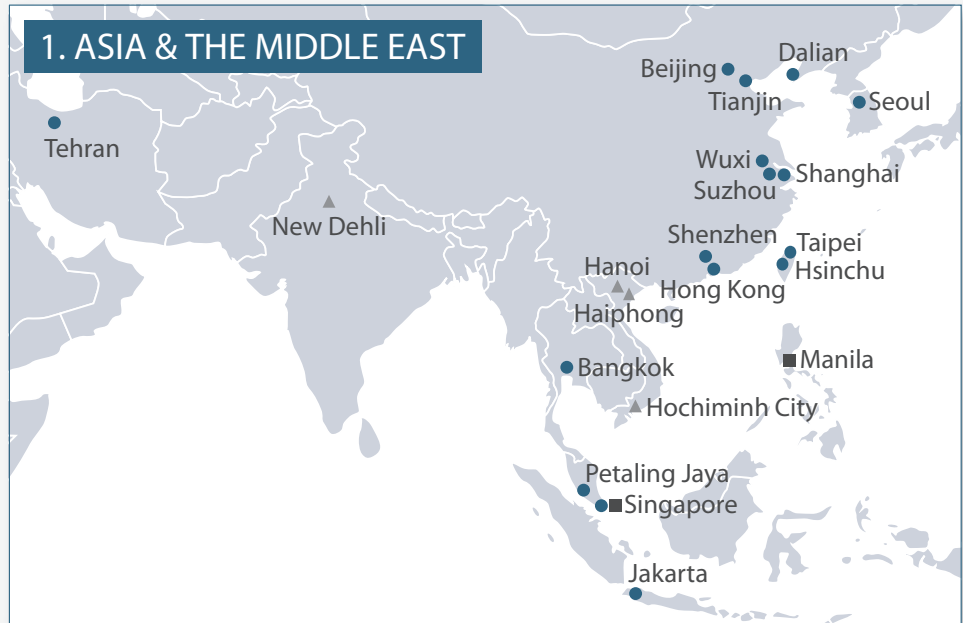 1. ASIA & THE MIDDLE EAST
Dalian
Beijing
Tianjin
Seoul
Tehran
Wuxi
Shanghai
Suzhou
New Dehli
Shenzhen
Taipei
Hsinchu
Hanoi
Hong Kong
Haiphong
Manila
Bangkok
Hochiminh City
Petaling Jaya
Singapore
Jakarta